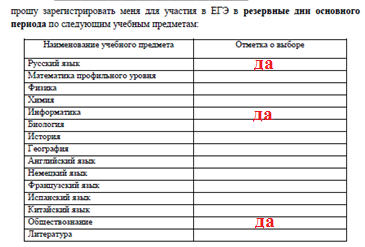 прошу зарегистрировать меня для участия в ЕГЭ в резервные дни основного
периода по следующим учебным предметам:
Наименование учебного предмета Отметка о выборе
Русский язык да
Математика профильного уровня
Физика
Химия
Информатика да
Биология
История
География
Английский язык
Немецкий язык
Французский язык
Испанский язык
Китайский язык
Обществознание да
Литература